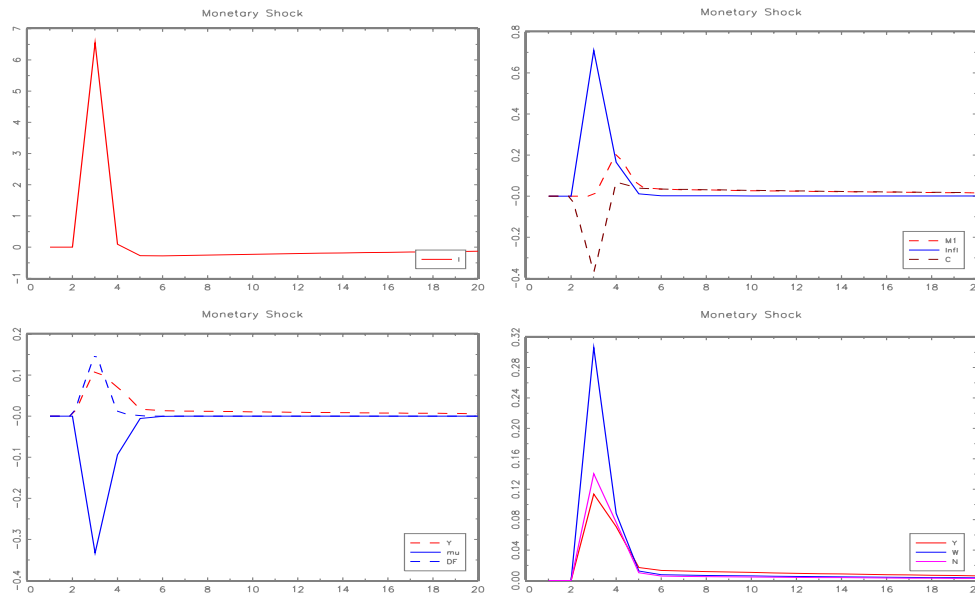 Monetary Shock
7
6
5
4
3
2
1
0
-1
I
0 2 4 6 8 10 12 14 16 18 20
Monetary Shock
0.8
0.6
0.4
0.2
-0.0
-0.2
-0.4
M1
Infl
C
0 2 4 6 8 10 12 14 16 18 20
Monetary Shock
0.2
0.1
-0.0
-0.1
-0.2
-0.3
-0.4
Y
mu
DF
0 2 4 6 8 10 12 14 16 18 20
Monetary Shock
0.32
0.28
0.24
0.20
0.16
0.12
0.08
0.04
0.00
Y
W
N
0 2 4 6 8 10 12 14 16 18 20